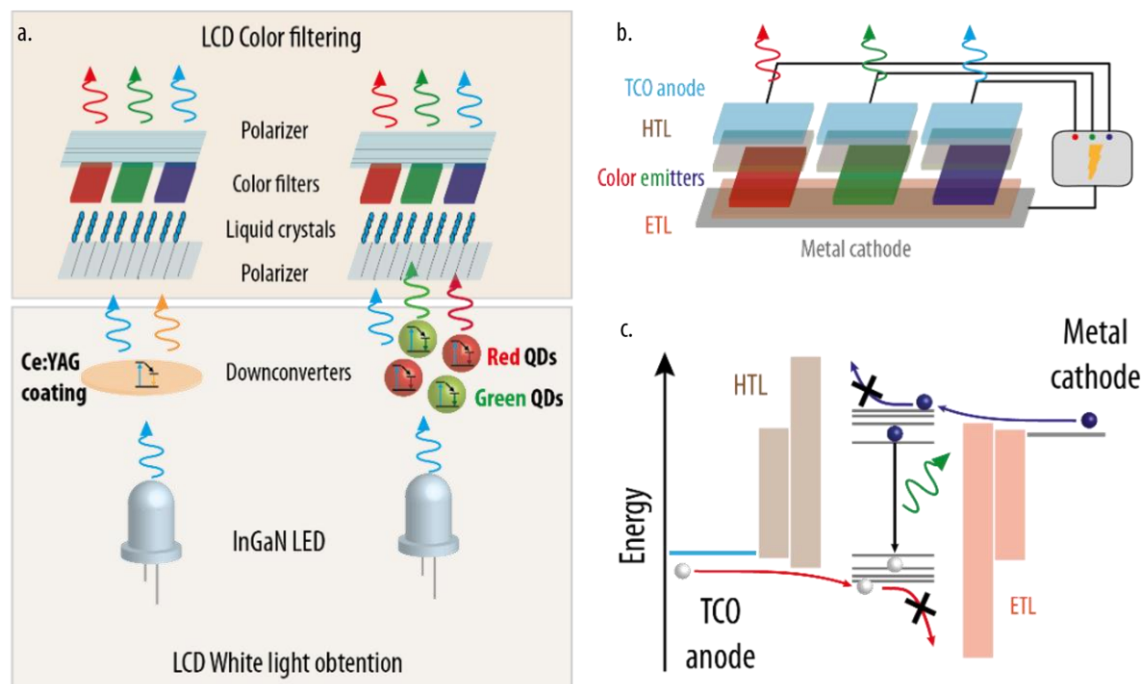 a.
LCD Color filtering
Polarizer
Color filters
Liquid crystals
Polarizer
Ce:YAG
coating
Downconverters
Red QDs
Green QDs
InGaN LED
LCD White light obtention
b.
TCO anode
HTL
Color emitters
ETL
Metal cathode
c.
Energy
HTL
Metal
cathode
TCO
anode
ETL